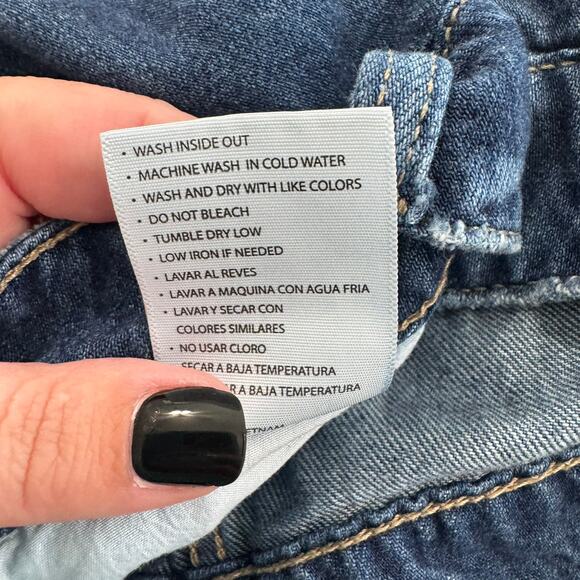 • WASH INSIDE OUT
• MACHINE WASH IN COLD WATER
• WASH AND DRY WITH LIKE COLORS
• DO NOT BLEACH
• TUMBLE DRY LOW
• LOW IRON IF NEEDED
• LAVAR AL REVES
• LAVAR A MAQUINA CON AGUA FRIA
• LAVAR Y SECAR CON
COLORES SIMILARES
• NO USAR CLORO
SECAR A BAJA TEMPERATURA
A BAJA TEMPERATURA